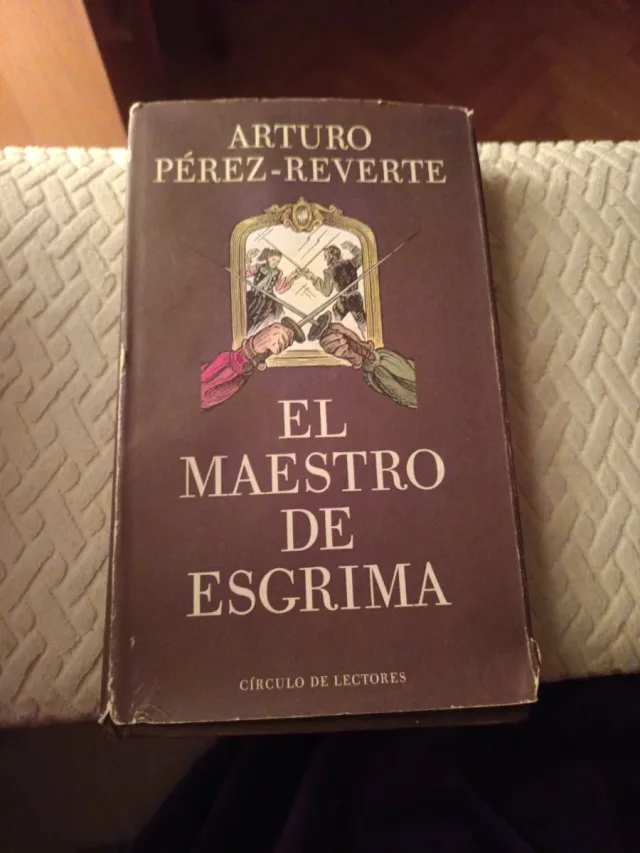 ARTURO
PÉREZ-REVERTE
EL
MAESTRO
DE
ESGRIMA
CÍRCULO DE LECTORES